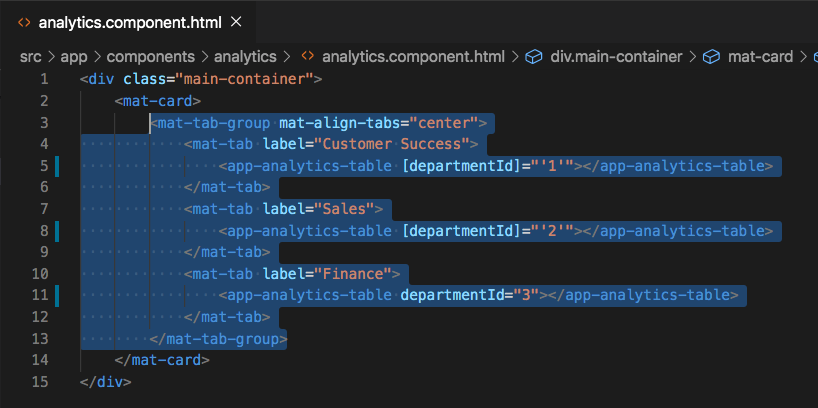 analytics.component.html
src > app > components > analytics > analytics.component.html > div.main-container > mat-card >
1 <div class="main-container">
2 <mat-card>
3 <mat-tab-group mat-align-tabs="center">
4 <mat-tab label="Customer Success">
5 <app-analytics-table [departmentId]="'1'"></app-analytics-table>
6 </mat-tab>
7 <mat-tab label="Sales">
8 <app-analytics-table [departmentId]="'2'"></app-analytics-table>
9 </mat-tab>
10 <mat-tab label="Finance">
11 <app-analytics-table departmentId="3"></app-analytics-table>
12 </mat-tab>
13 </mat-tab-group>
14 </mat-card>
15 </div>